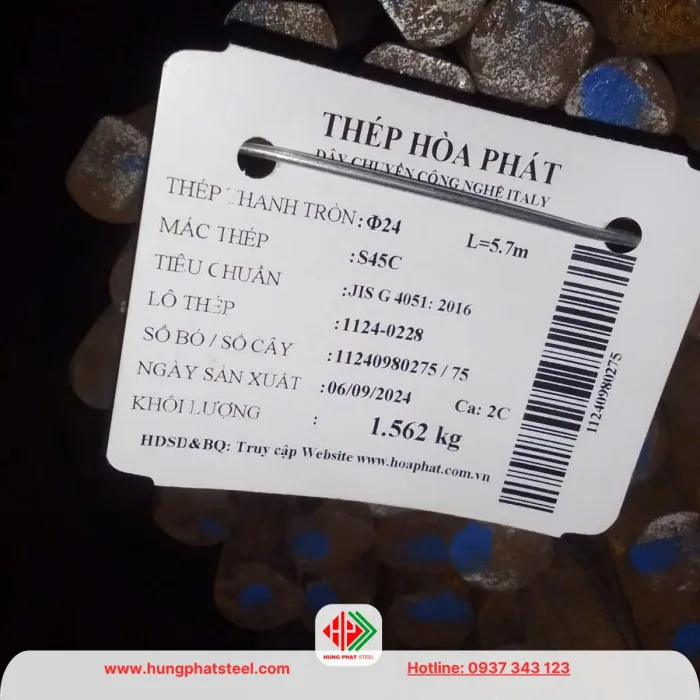 THÉP HÒA PHÁT
DÂY CHUYỀN CÔNG NGHỆ ITALY
THÉP THANH TRÒN: Φ24 L=5.7m
MÁC THÉP :S45C
TIÊU CHUẨN :JIS G 4051: 2016
LÔ THÉP :1124-0228
SỐ BÓ / SỐ CÂY :11240980275 / 75
NGÀY SẢN XUẤT :06/09/2024 Ca: 2C
KHỐI LƯỢNG : 1.562 kg
HDSD&BQ: Truy cập Website www.hoaphat.com.vn
11240980275
HUNG PHAT STEEL
www.hungphatsteel.com
Hotline: 0937 343 123